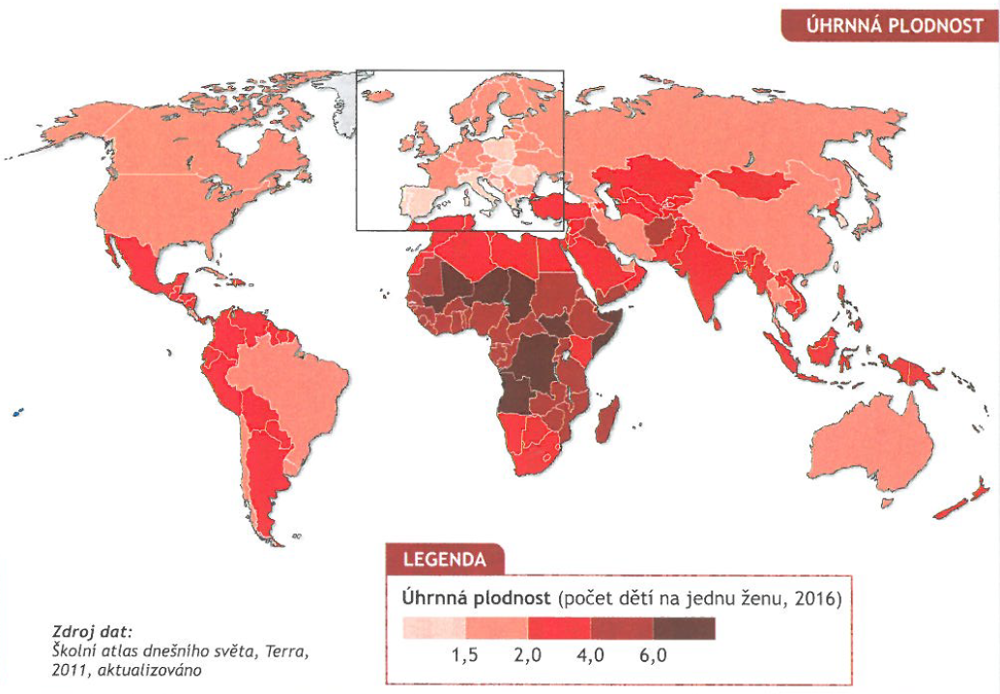 ÚHRNNÁ PLODNOST
LEGENDA
Úhrnná plodnost (počet dětí na jednu ženu, 2016)
1,5 2,0 4,0 6,0
Zdroj dat:
Školní atlas dnešního světa, Terra,
2011, aktualizováno